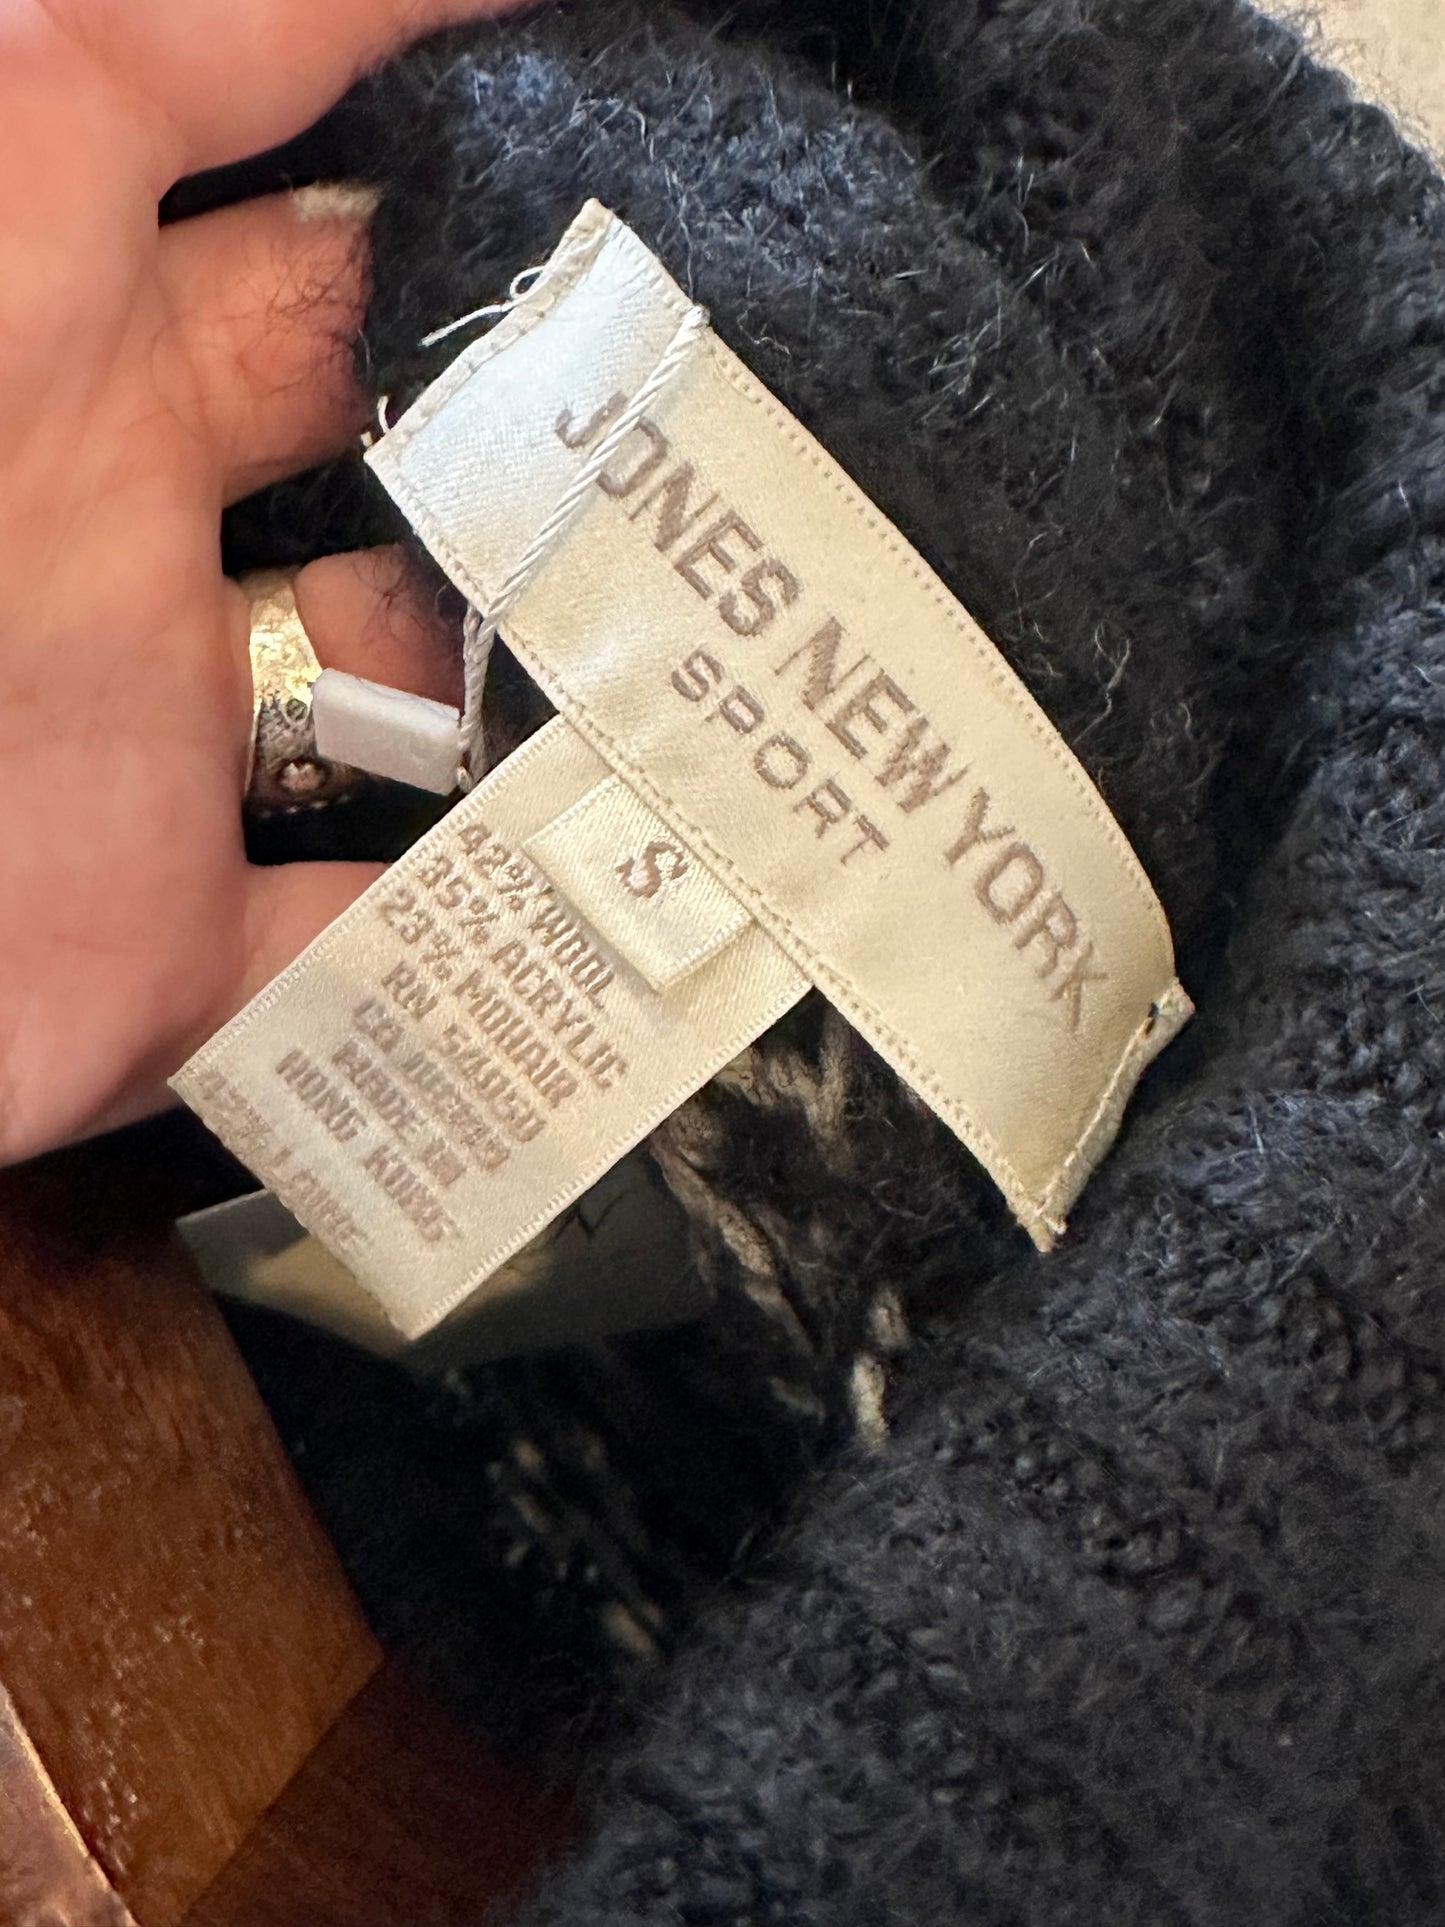 JONES NEW YORK
SPORT
S
42% WOOL
35% ACRYLIC
23% MOHAIR
RN 54050
MADE IN
HONG KONG